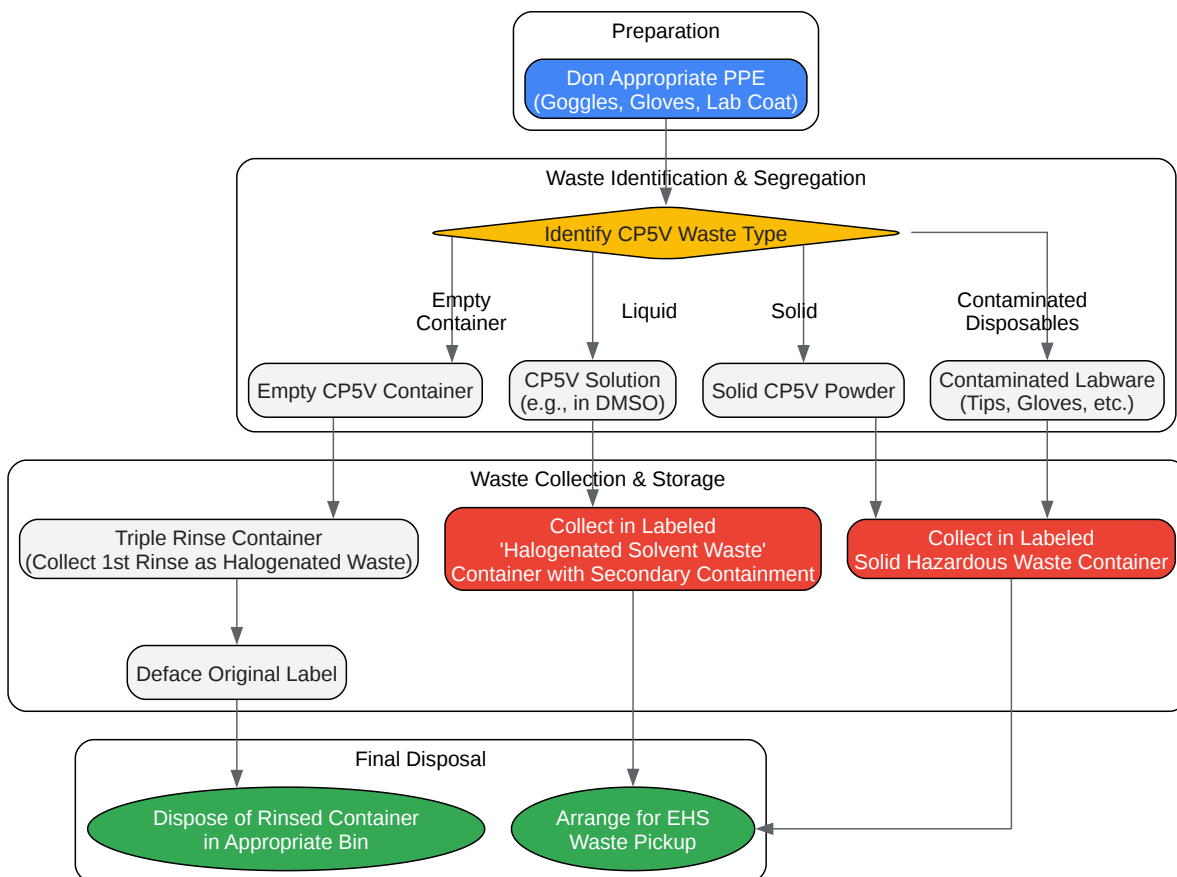 Preparation
Don Appropriate PPE
(Goggles, Gloves, Lab Coat)
Waste Identification & Segregation
Identify CP5V Waste Type
Empty
Container
Liquid
Solid
Contaminated
Disposables
Empty CP5V Container
CP5V Solution
(e.g., in DMSO)
Solid CP5V Powder
Contaminated Labware
(Tips, Gloves, etc.)
Waste Collection & Storage
Triple Rinse Container
(Collect 1st Rinse as Halogenated Waste)
Collect in Labeled
'Halogenated Solvent Waste'
Container with Secondary Containment
Collect in Labeled
Solid Hazardous Waste Container
Deface Original Label
Final Disposal
Dispose of Rinsed Container
in Appropriate Bin
Arrange for EHS
Waste Pickup